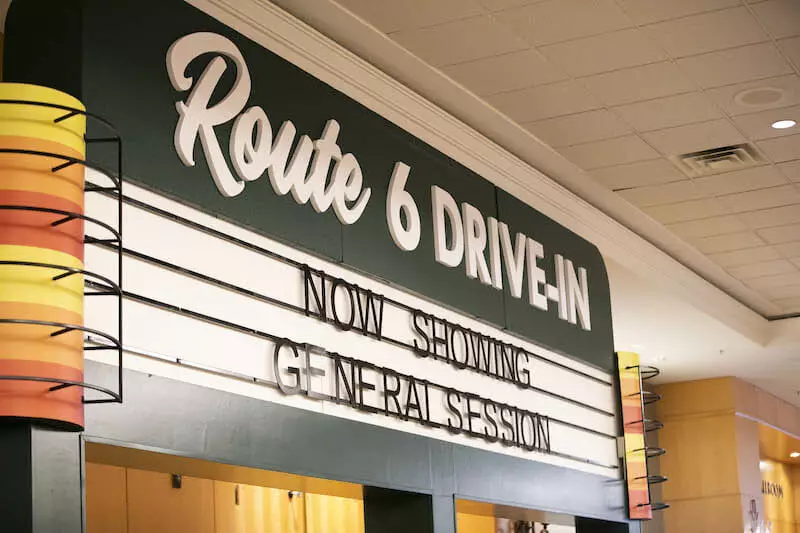 Route 6 DRIVE-IN
NOW SHOWING
GENERAL SESSION